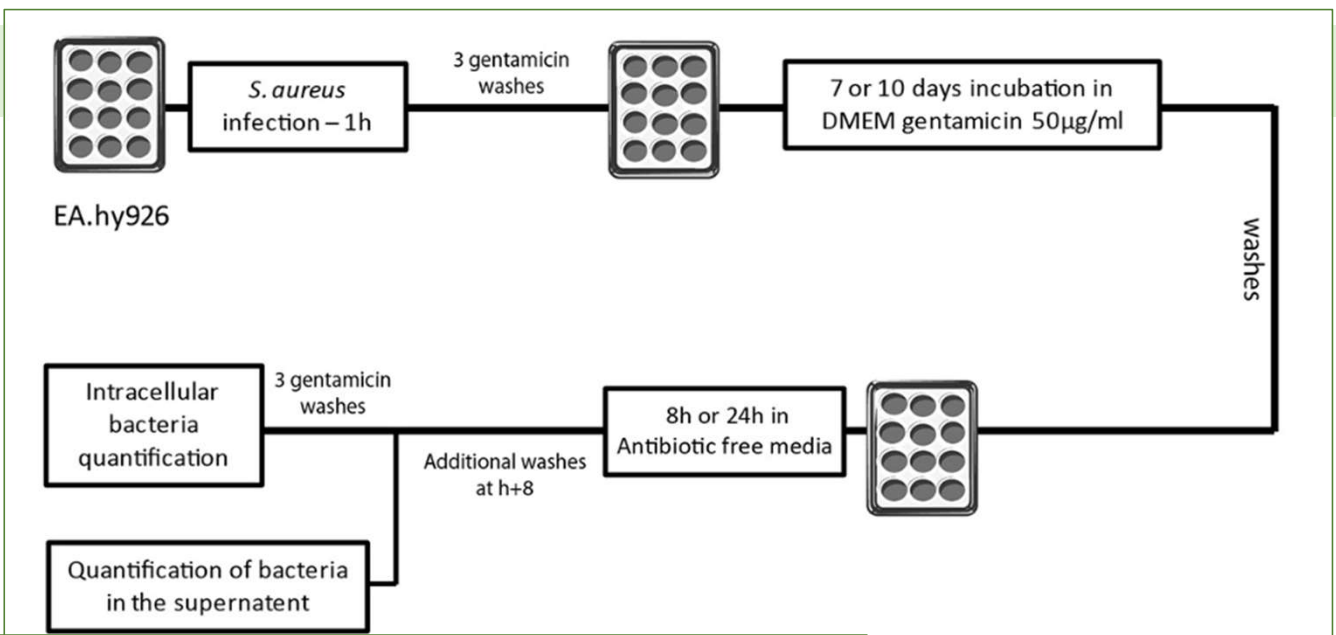 S. aureus
infection – 1h
3 gentamicin
washes
7 or 10 days incubation in
DMEM gentamicin 50µg/ml
EA.hy926
washes
Intracellular
bacteria
quantification
3 gentamicin
washes
Additional washes
at h+8
8h or 24h in
Antibiotic free media
Quantification of bacteria
in the supernatent